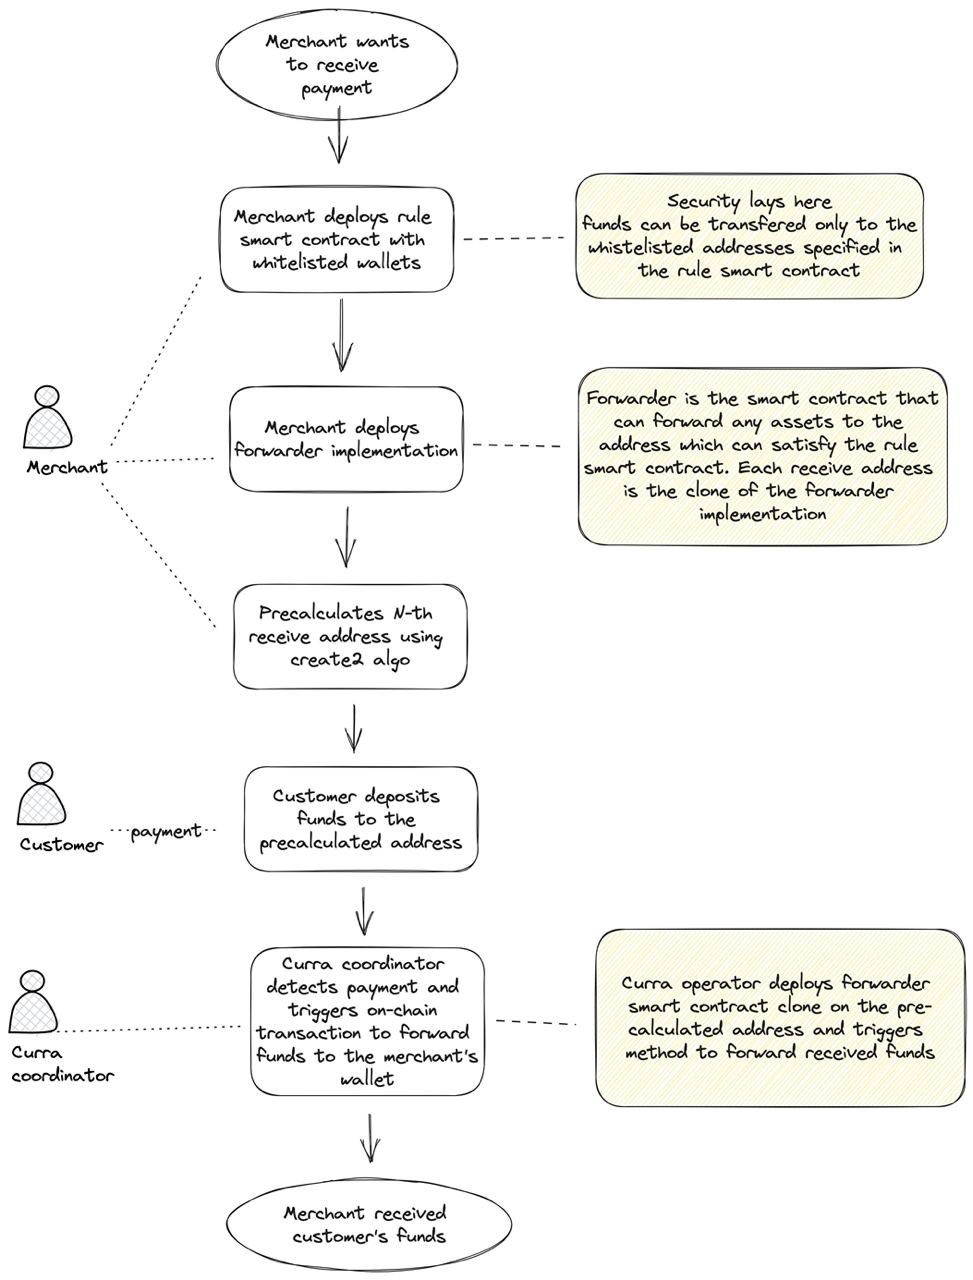 Merchant wants
to receive
payment
Merchant deploys rule
smart contract with
whitelisted wallets
Security lays here
funds can be transfered only to the
whistelisted addresses specified in
the rule smart contract
Merchant
Merchant deploys
forwarder implementation
Forwarder is the smart contract that
can forward any assets to the
address which can satisfy the rule
smart contract. Each receive address
is the clone of the forwarder
implementation
Precalculates N-th
receive address using
create2 algo
Customer
payment
Customer deposits
funds to the
precalculated address
Curra
coordinator
Curra coordinator
detects payment and
triggers on-chain
transaction to forward
funds to the merchant's
wallet
Curra operator deploys forwarder
smart contract clone on the pre-
calculated address and triggers
method to forward received funds
Merchant received
customer's funds